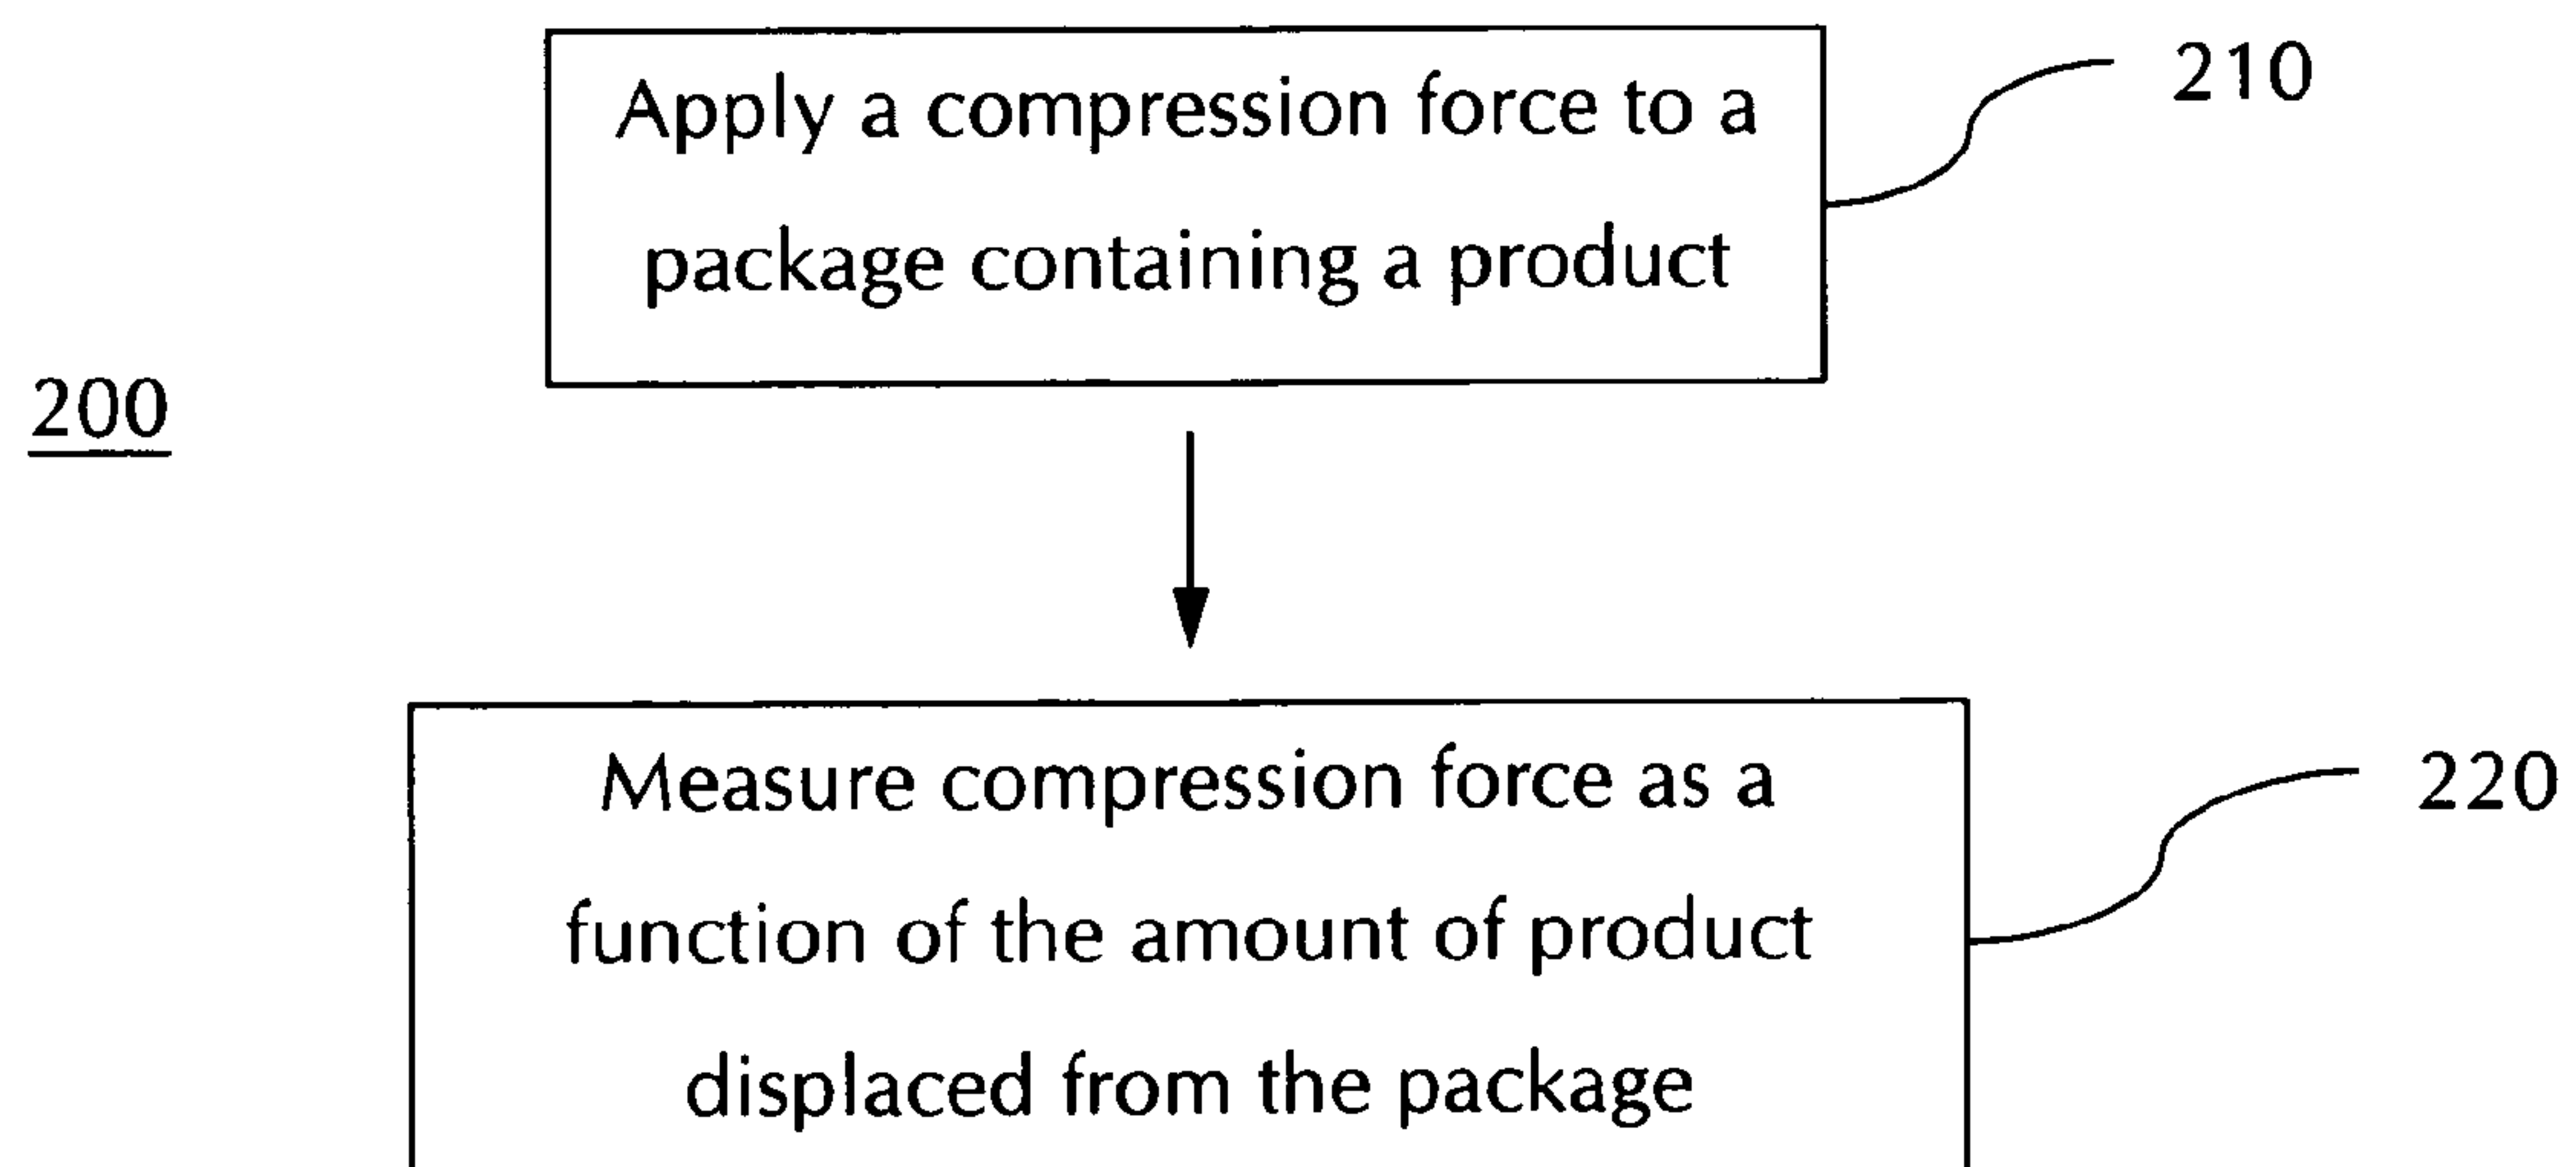 Apply a compression force to a
package containing a product
210
200
Measure compression force as a
function of the amount of product
displaced from the package
220